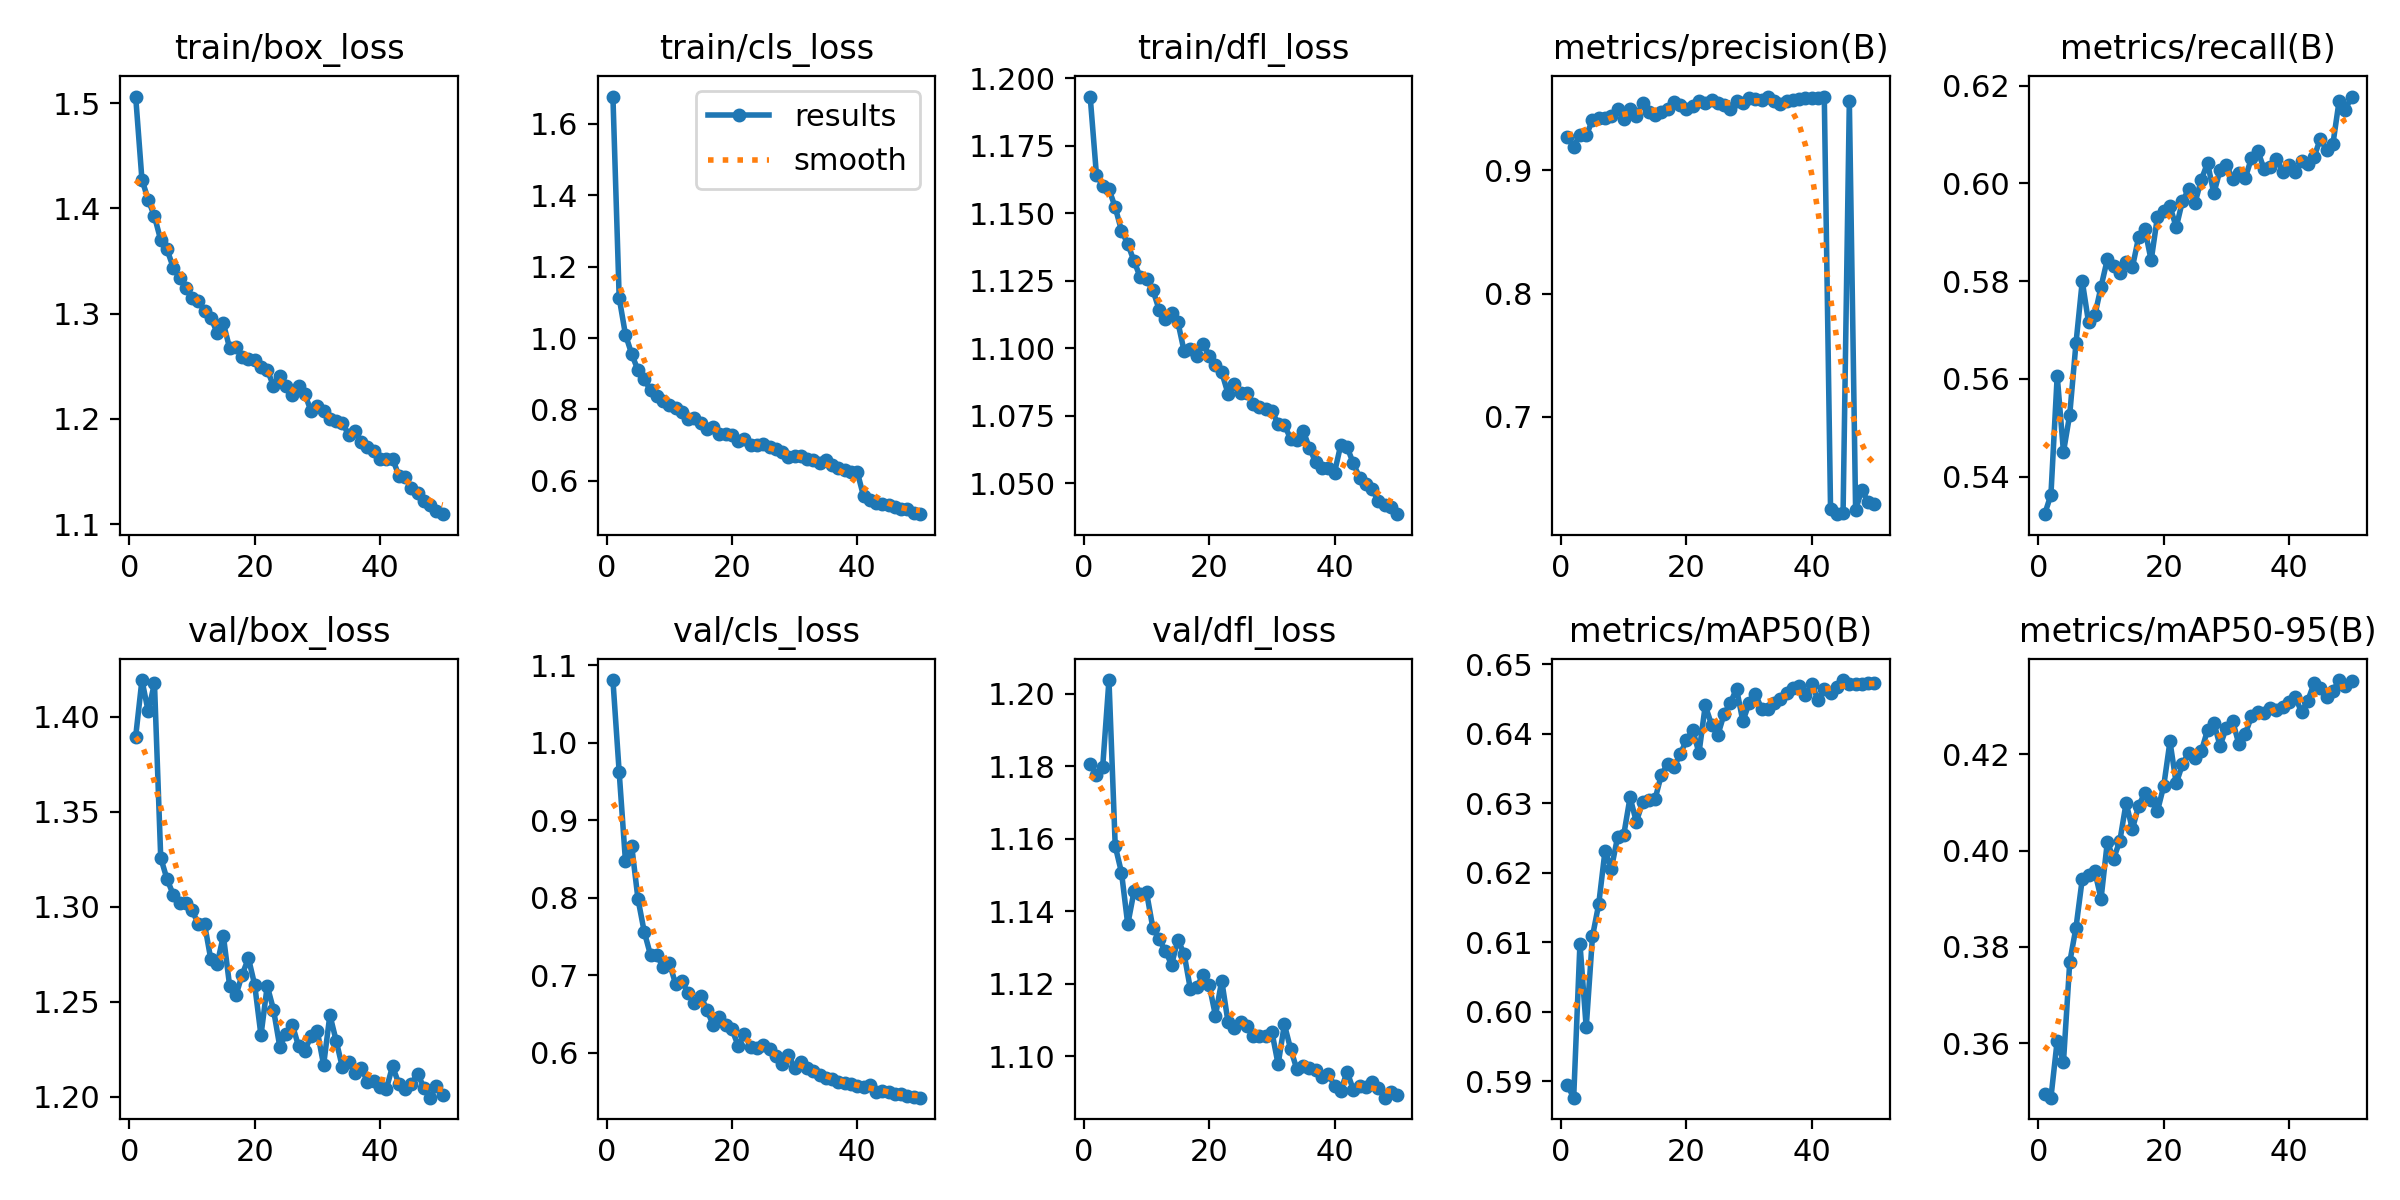 train/box_loss
1.5
1.4
1.3
1.2
1.1
0 20 40
train/cls_loss
results
smooth
1.6
1.4
1.2
1.0
0.8
0.6
0 20 40
train/dfl_loss
1.200
1.175
1.150
1.125
1.100
1.075
1.050
0 20 40
metrics/precision(B)
0.9
0.8
0.7
0 20 40
metrics/recall(B)
0.62
0.60
0.58
0.56
0.54
0 20 40
val/box_loss
1.40
1.35
1.30
1.25
1.20
0 20 40
val/cls_loss
1.1
1.0
0.9
0.8
0.7
0.6
0 20 40
val/dfl_loss
1.20
1.18
1.16
1.14
1.12
1.10
0 20 40
metrics/mAP50(B)
0.65
0.64
0.63
0.62
0.61
0.60
0.59
0 20 40
metrics/mAP50-95(B)
0.42
0.40
0.38
0.36
0 20 40